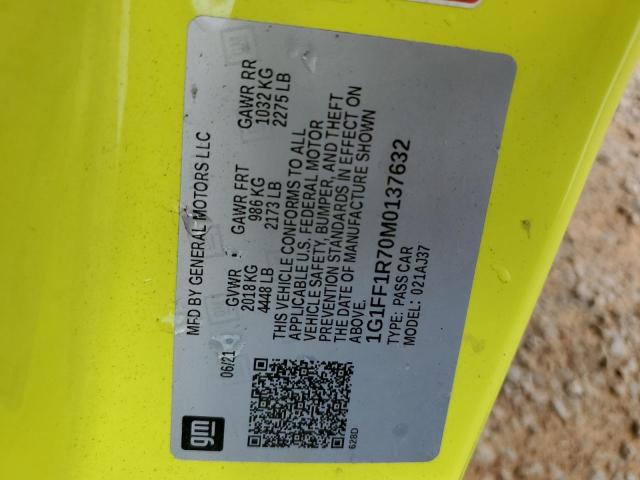 MFD BY GENERAL MOTORS LLC
06/21
GVWR GAWR FRT GAWR RR
2018 KG 986 KG 1032 KG
4448 LB 2173 LB 2275 LB
THIS VEHICLE CONFORMS TO ALL
APPLICABLE U.S. FEDERAL MOTOR
VEHICLE SAFETY, BUMPER, AND THEFT
PREVENTION STANDARDS IN EFFECT ON
THE DATE OF MANUFACTURE SHOWN
ABOVE.
1G1FF1R70M0137632
TYPE: PASS CAR
MODEL: 021AJ37
gm
628D